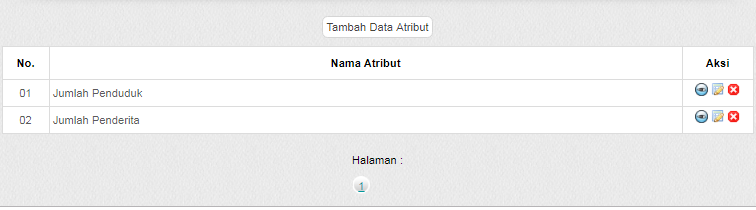 Tambah Data Atribut
No. Nama Atribut Aksi
01 Jumlah Penduduk
02 Jumlah Penderita
Halaman :
1